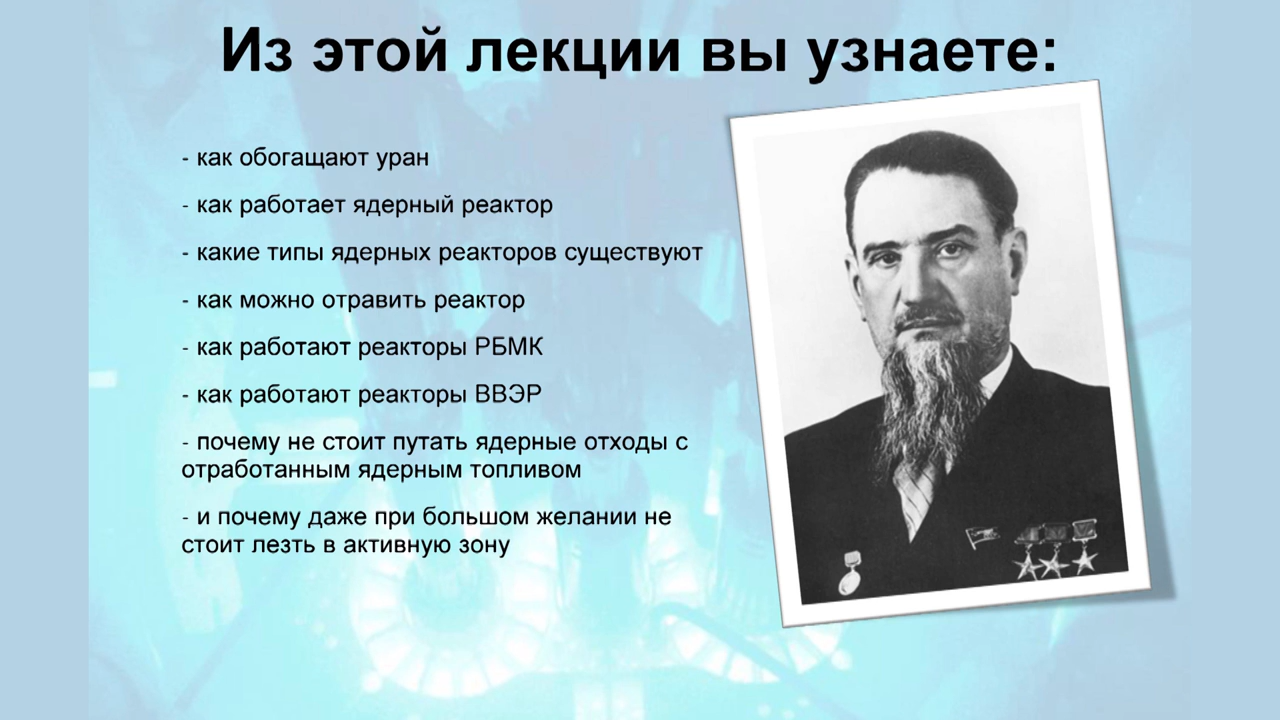 Из этой лекции вы узнаете:
- как обогащают уран
- как работает ядерный реактор
- какие типы ядерных реакторов существуют
- как можно отравить реактор
- как работают реакторы РБМК
- как работают реакторы ВВЭР
- почему не стоит путать ядерные отходы с
отработанным ядерным топливом
- и почему даже при большом желании не
стоит лезть в активную зону